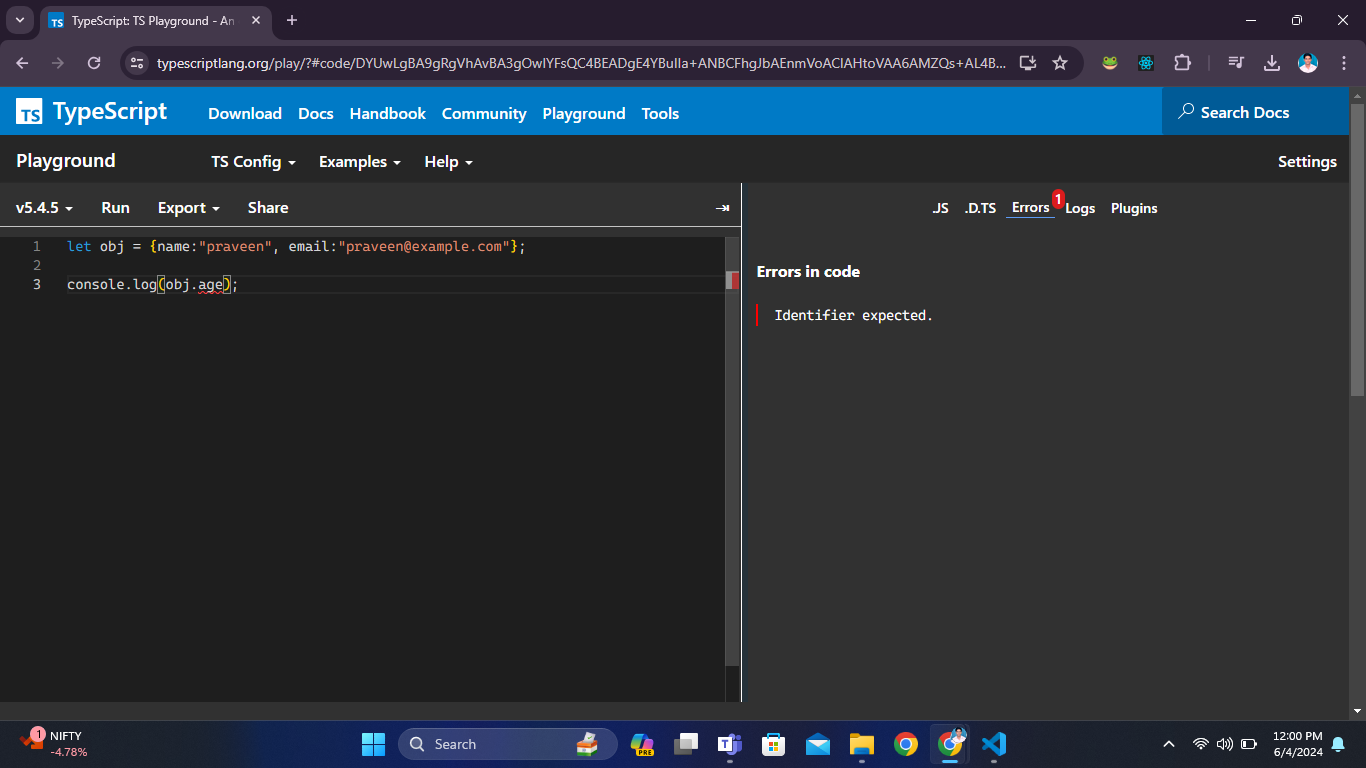 TypeScript: TS Playground - An
typescriptlang.org/play/?#code/DYUwLgBA9gRgVhAvBA3gOwIYFsQC4BEADgE4YBuIIa+ANBCFhgJbAEnmVoACIAHtoVAA6AMZQs+AL4B...
TypeScript
Download Docs Handbook Community Playground Tools
Search Docs
Playground
TS Config Examples Help
Settings
v5.4.5 Run Export Share
.JS .D.TS Errors 1 Logs Plugins
1 let obj = {name:"praveen", email:"praveen@example.com"};
2
3 console.log(obj.age);
Errors in code
Identifier expected.
1 NIFTY
-4.78%
Search
PRE
12:00 PM
6/4/2024